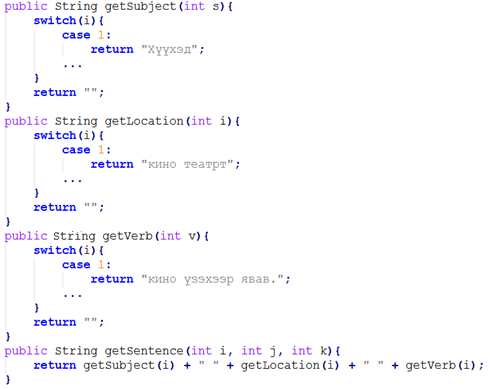 public String getSubject(int s){
switch(i){
case 1:
return "Хүүхэд";
...
}
return "";
}
public String getLocation(int i){
switch(i){
case 1:
return "кино театрт";
...
}
return "";
}
public String getVerb(int v){
switch(i){
case 1:
return "кино үзэхээр явав.";
...
}
return "";
}
public String getSentence(int i, int j, int k){
return getSubject(i) + " " + getLocation(i) + " " + getVerb(i);
}